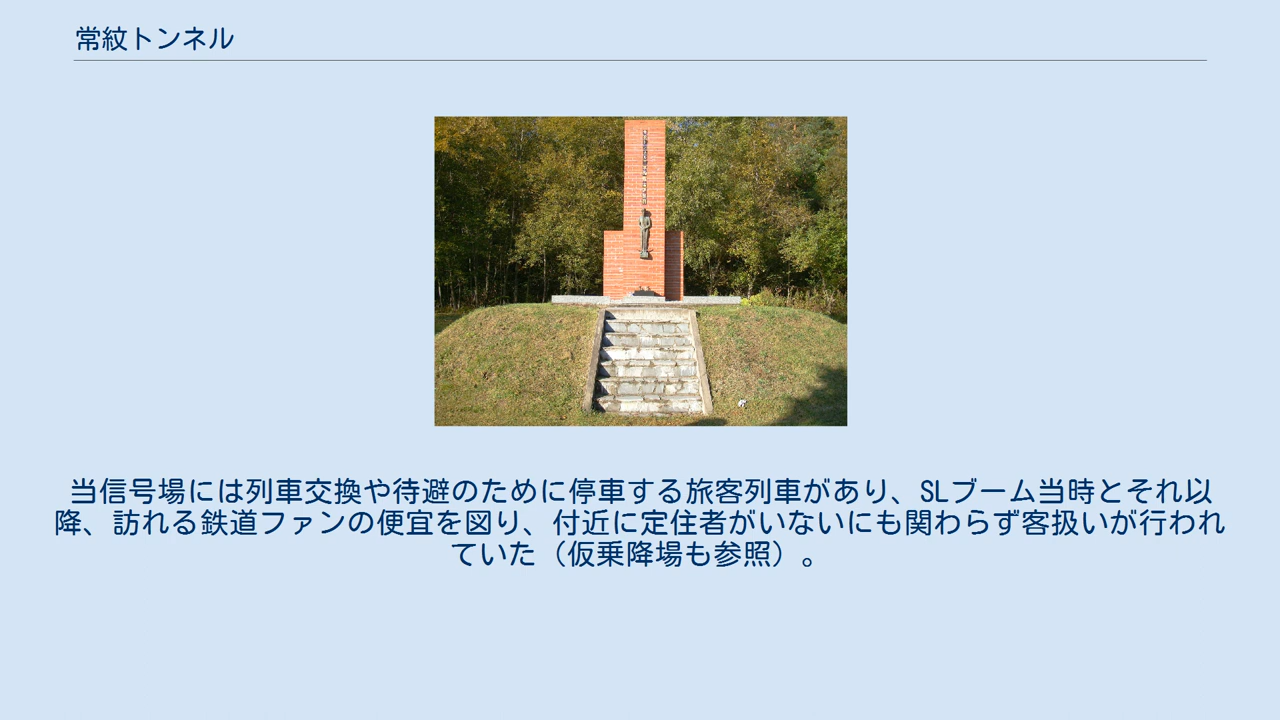 常紋トンネル
当信号場には列車交換や待避のために停車する旅客列車があり、SLブーム当時とそれ以
降、訪れる鉄道ファンの便宜を図り、付近に定住者がいないにも関わらず客扱いが行われ
ていた（仮乗降場も参照）。